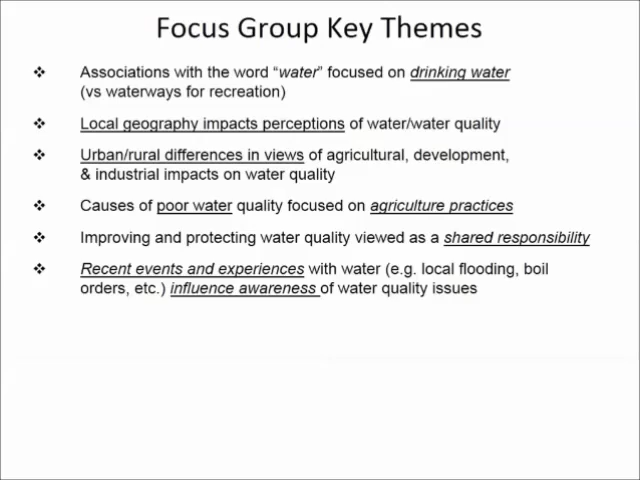 Focus Group Key Themes
❖ Associations with the word “water” focused on drinking water
(vs waterways for recreation)
❖ Local geography impacts perceptions of water/water quality
❖ Urban/rural differences in views of agricultural, development,
& industrial impacts on water quality
❖ Causes of poor water quality focused on agriculture practices
❖ Improving and protecting water quality viewed as a shared responsibility
❖ Recent events and experiences with water (e.g. local flooding, boil
orders, etc.) influence awareness of water quality issues